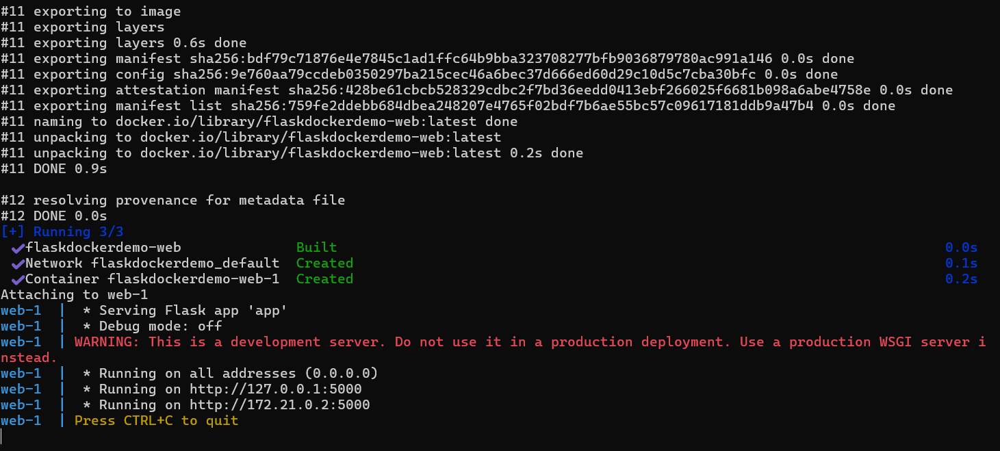 #11 exporting to image
#11 exporting layers
#11 exporting layers 0.6s done
#11 exporting manifest sha256:bdf79c71876e4e7845c1ad1ffc64b9bba323708277bfb9036879780ac991a146 0.0s done
#11 exporting config sha256:9e760aa79ccdeb0350297ba215cec46a6bec37d666ed60d29c10d5c7cba30bfc 0.0s done
#11 exporting attestation manifest sha256:428be61cbcb528329cdbc2f7bd36eedd0413ebf266025f6681b098a6abe4758e 0.0s done
#11 exporting manifest list sha256:759fe2ddebb684dbea248207e4765f02bdf7b6ae55bc57c09617181ddb9a47b4 0.0s done
#11 naming to docker.io/library/flaskdockerdemo-web:latest done
#11 unpacking to docker.io/library/flaskdockerdemo-web:latest
#11 unpacking to docker.io/library/flaskdockerdemo-web:latest 0.2s done
#11 DONE 0.9s

#12 resolving provenance for metadata file
#12 DONE 0.0s
[+] Running 3/3
 ✔flaskdockerdemo-web              Built 0.0s
 ✔Network flaskdockerdemo_default  Created 0.1s
 ✔Container flaskdockerdemo-web-1  Created 0.2s
Attaching to web-1
web-1  |  * Serving Flask app 'app'
web-1  |  * Debug mode: off
web-1  | WARNING: This is a development server. Do not use it in a production deployment. Use a production WSGI server i
nstead.
web-1  |  * Running on all addresses (0.0.0.0)
web-1  |  * Running on http://127.0.0.1:5000
web-1  |  * Running on http://172.21.0.2:5000
web-1  | Press CTRL+C to quit